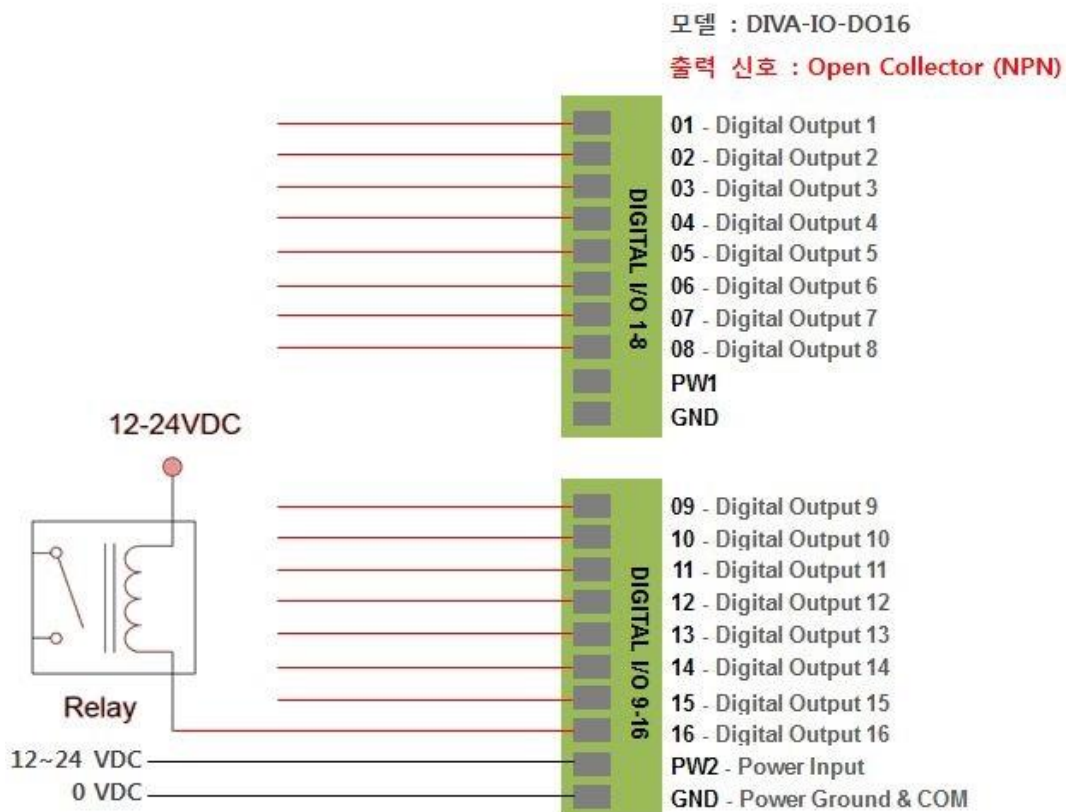 모델 : DIVA-IO-DO16
출력 신호 : Open Collector (NPN)
01 - Digital Output 1
02 - Digital Output 2
03 - Digital Output 3
04 - Digital Output 4
05 - Digital Output 5
06 - Digital Output 6
07 - Digital Output 7
08 - Digital Output 8
PW1
GND
DIGITAL I/O 1-8
12-24VDC
Relay
09 - Digital Output 9
10 - Digital Output 10
11 - Digital Output 11
12 - Digital Output 12
13 - Digital Output 13
14 - Digital Output 14
15 - Digital Output 15
16 - Digital Output 16
DIGITAL I/O 9-16
12~24 VDC
PW2 - Power Input
0 VDC
GND - Power Ground & COM